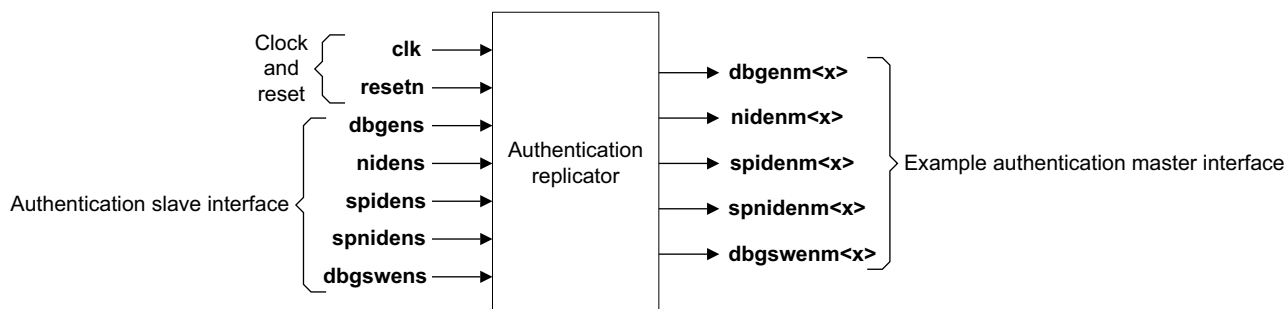 Clock
and
reset
clk
resetn
dbgens
nidens
spidens
spnidens
dbgswens
Authentication slave interface
Authentication
replicator
dbgenm<x>
nidenm<x>
spidenm<x>
spnidenm<x>
dbgswenm<x>
Example authentication master interface